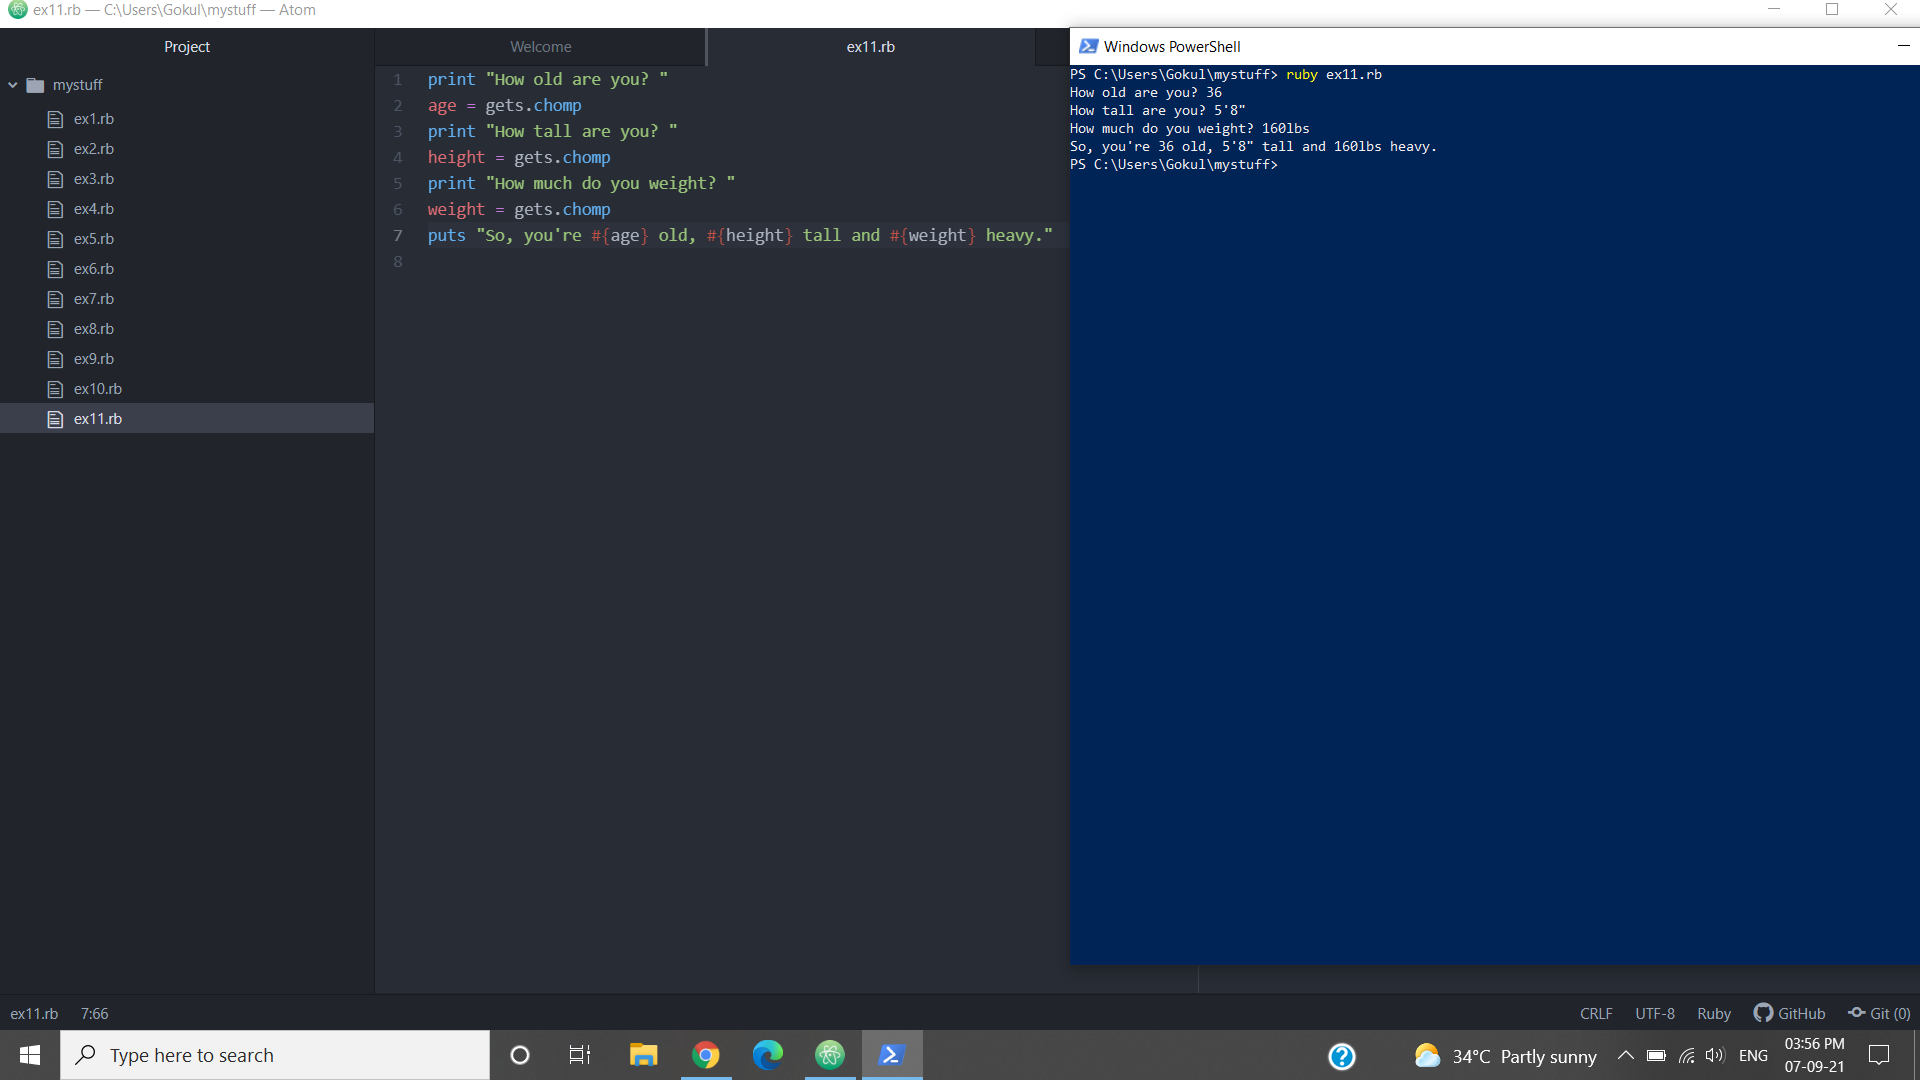 ex11.rb — C:\Users\Gokul\mystuff — Atom
Project
mystuff
ex1.rb
ex2.rb
ex3.rb
ex4.rb
ex5.rb
ex6.rb
ex7.rb
ex8.rb
ex9.rb
ex10.rb
ex11.rb
Welcome
ex11.rb
1 print "How old are you? "
2 age = gets.chomp
3 print "How tall are you? "
4 height = gets.chomp
5 print "How much do you weight? "
6 weight = gets.chomp
7 puts "So, you're #{age} old, #{height} tall and #{weight} heavy."
8
Windows PowerShell
PS C:\Users\Gokul\mystuff> ruby ex11.rb
How old are you? 36
How tall are you? 5'8"
How much do you weight? 160lbs
So, you're 36 old, 5'8" tall and 160lbs heavy.
PS C:\Users\Gokul\mystuff>
ex11.rb 7:66
CRLF UTF-8 Ruby GitHub Git (0)
Type here to search
34°C Partly sunny
ENG
03:56 PM
07-09-21